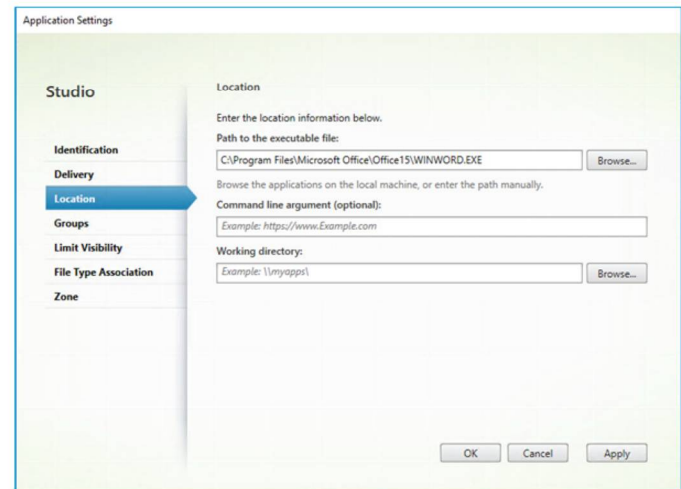 Application Settings
Studio
Identification
Delivery
Location
Groups
Limit Visibility
File Type Association
Zone
Location
Enter the location information below.
Path to the executable file:
C:\Program Files\Microsoft Office\Office15\WINWORD.EXE
Browse...
Browse the applications on the local machine, or enter the path manually.
Command line argument (optional):
Example: https://www.Example.com
Working directory:
Example: \\myapps\
Browse...
OK
Cancel
Apply